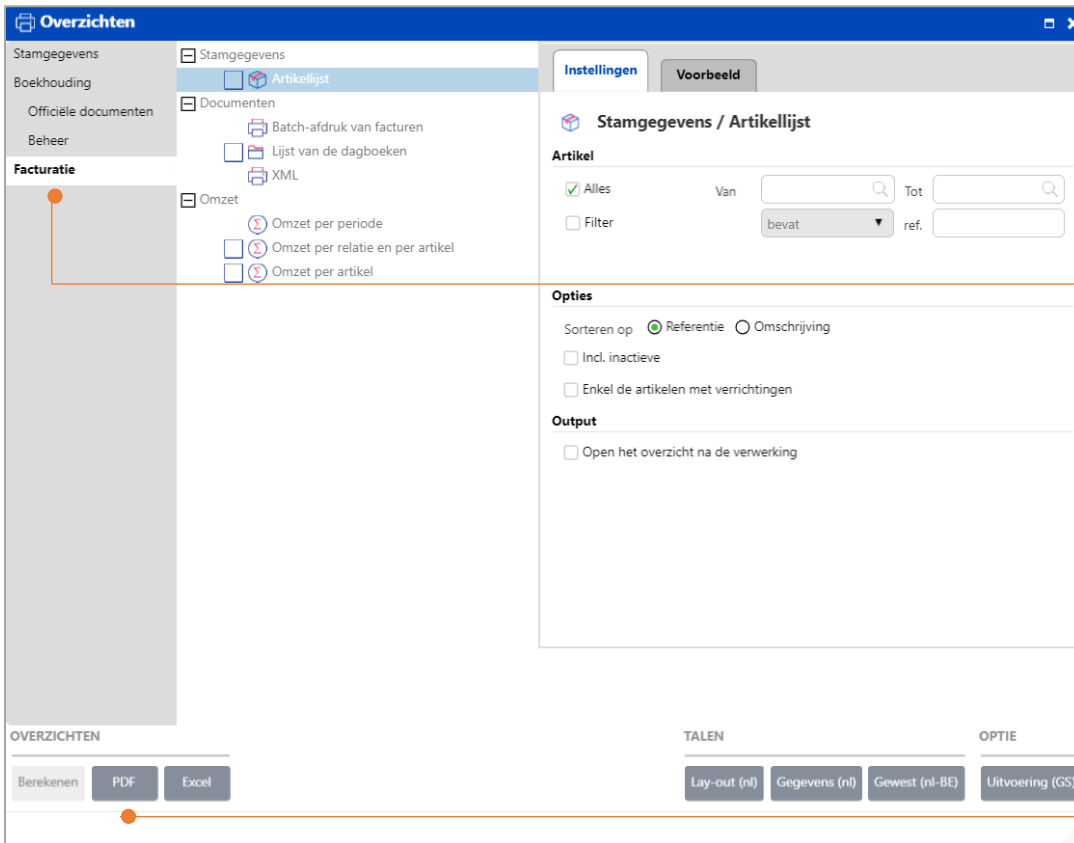 Overzichten
Stamgegevens
Boekhouding
Officiële documenten
Beheer
Facturatie
Stamgegevens
Artikellijst
Documenten
Batch-afdruk van facturen
Lijst van de dagboeken
XML
Omzet
Omzet per periode
Omzet per relatie en per artikel
Omzet per artikel
Instellingen Voorbeeld
Stamgegevens / Artikellijst
Artikel
Alles Van Tot
Filter bevat ref.
Opties
Sorteren op Referentie Omschrijving
Incl. inactieve
Enkel de artikelen met verrichtingen
Output
Open het overzicht na de verwerking
OVERZICHTEN TALEN OPTIE
Berekenen PDF Excel Lay-out (nl) Gegevens (nl) Gewest (nl-BE) Uitvoering (GS)